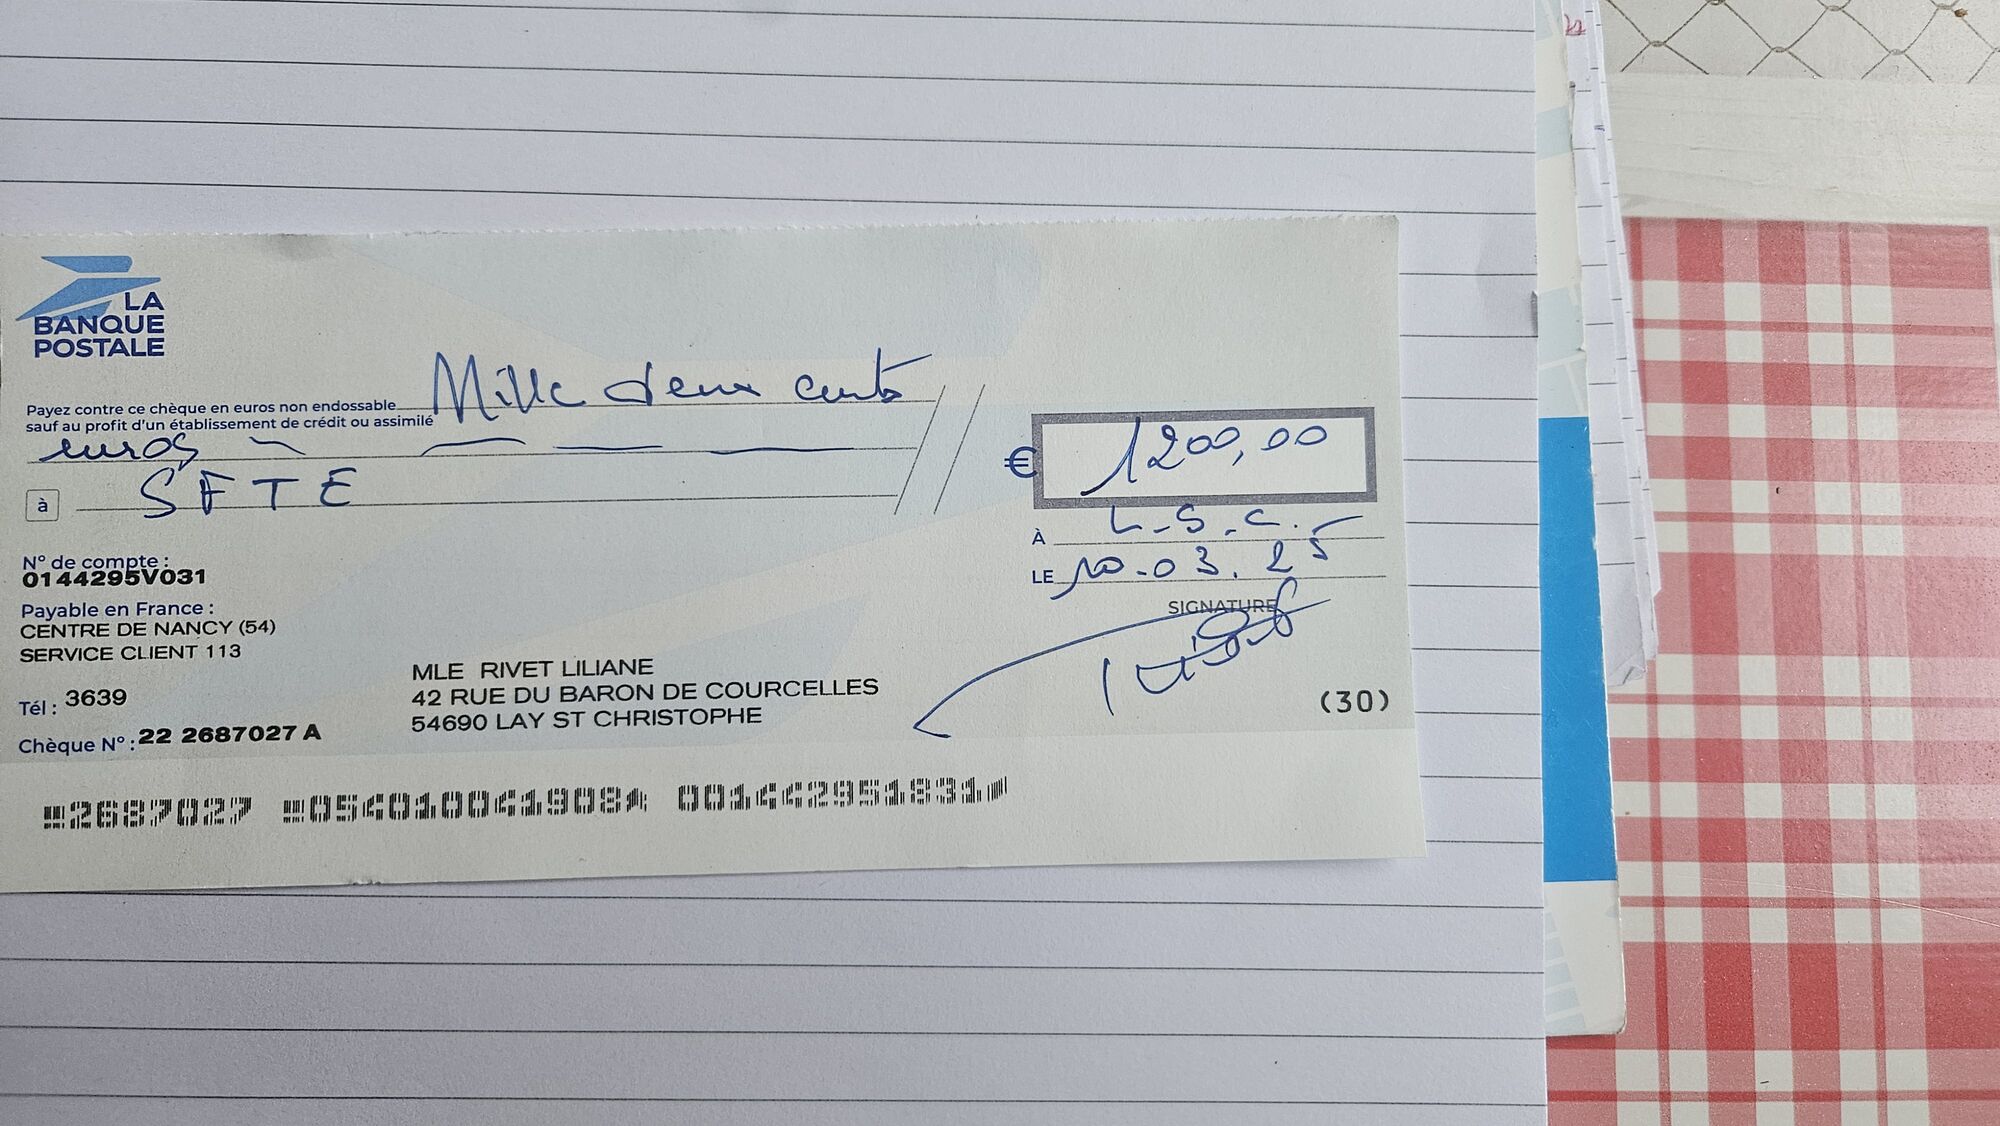 LA
BANQUE
POSTALE
Payez contre ce chèque en euros non endossable
sauf au profit d'un établissement de crédit ou assimilé
Mille deux cents
euros
€ 1200,00
à SFTE
À L.S.C.
LE 10.03.25
SIGNATURE
N° de compte :
0144295V031
Payable en France :
CENTRE DE NANCY (54)
SERVICE CLIENT 113
Tél : 3639
Chèque N° : 22 2687027 A
MLE RIVET LILIANE
42 RUE DU BARON DE COURCELLES
54690 LAY ST CHRISTOPHE
(30)
2687027 054010041908 001442951831